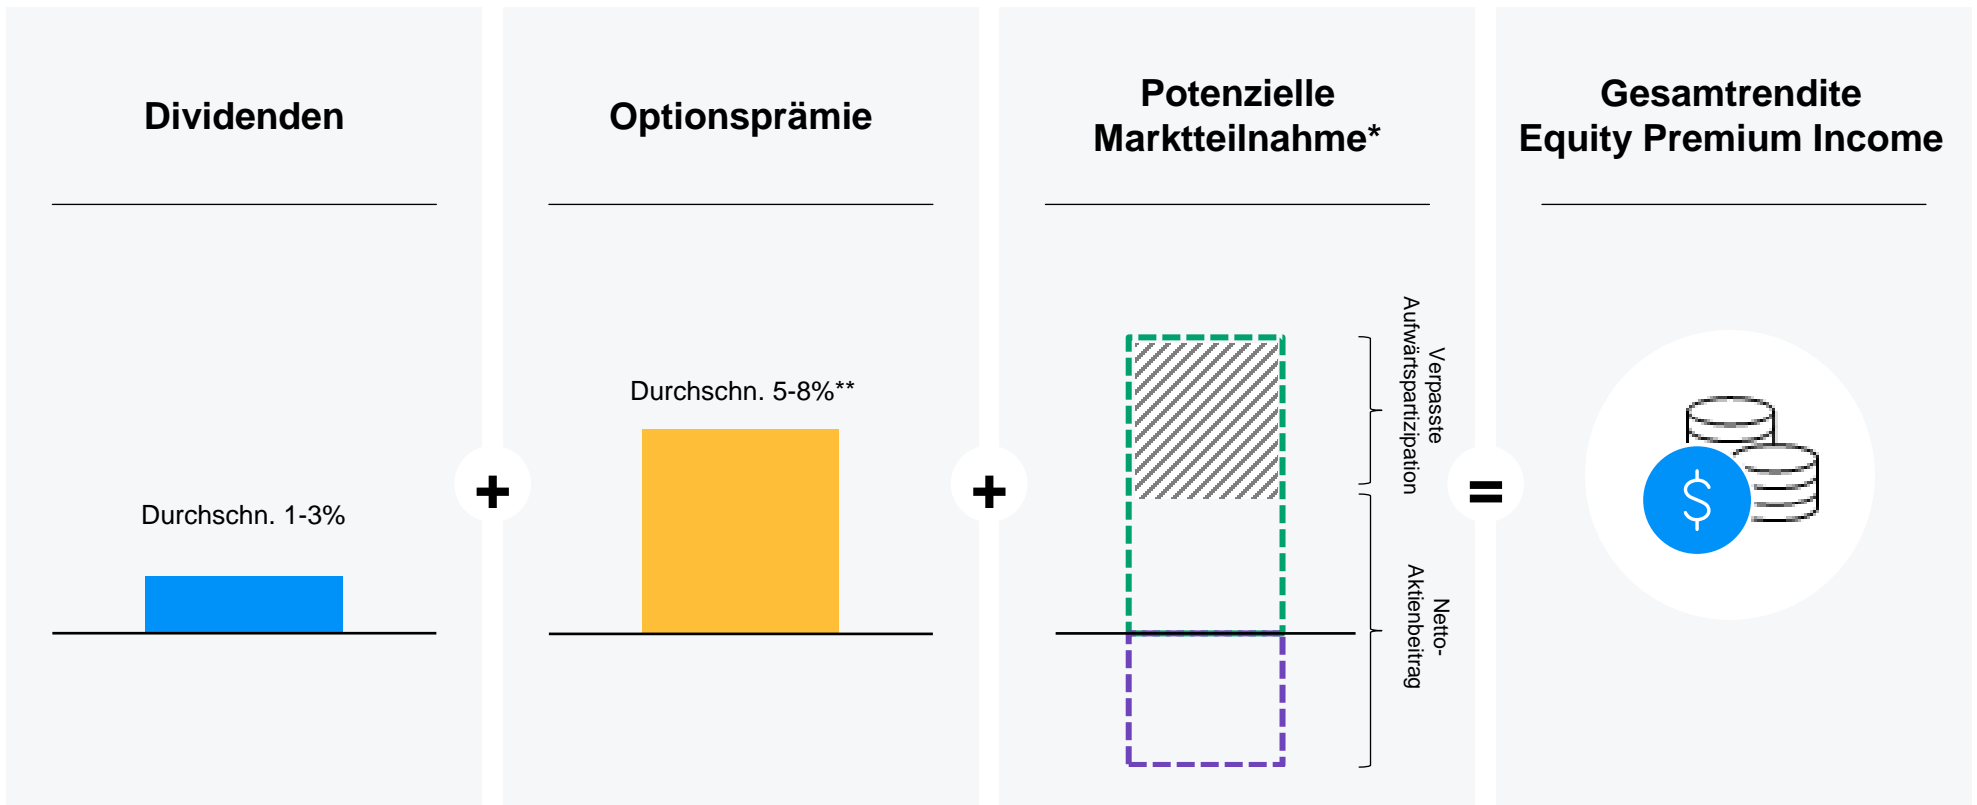 Dividenden
Durchschn. 1-3%
+
Optionsprämie
Durchschn. 5-8%**
+
Potenzielle
Marktteilnahme*
Verpasste
Aufwärtspartizipation
Netto-
Aktienbeitrag
=
Gesamtrendite
Equity Premium Income
$